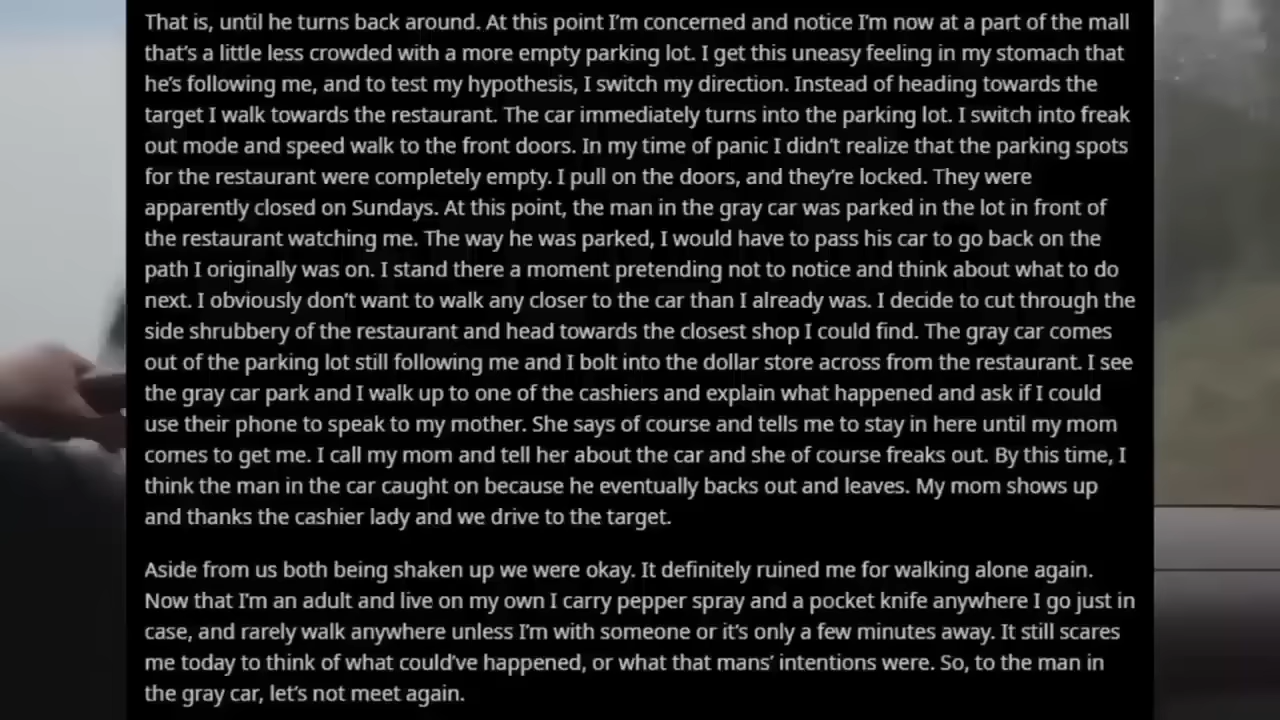 That is, until he turns back around. At this point I'm concerned and notice I'm now at a part of the mall
that's a little less crowded with a more empty parking lot. I get this uneasy feeling in my stomach that
he's following me, and to test my hypothesis, I switch my direction. Instead of heading towards the
target I walk towards the restaurant. The car immediately turns into the parking lot. I switch into freak
out mode and speed walk to the front doors. In my time of panic I didn't realize that the parking spots
for the restaurant were completely empty. I pull on the doors, and they're locked. They were
apparently closed on Sundays. At this point, the man in the gray car was parked in the lot in front of
the restaurant watching me. The way he was parked, I would have to pass his car to go back on the
path I originally was on. I stand there a moment pretending not to notice and think about what to do
next. I obviously don't want to walk any closer to the car than I already was. I decide to cut through the
side shrubbery of the restaurant and head towards the closest shop I could find. The gray car comes
out of the parking lot still following me and I bolt into the dollar store across from the restaurant. I see
the gray car park and I walk up to one of the cashiers and explain what happened and ask if I could
use their phone to speak to my mother. She says of course and tells me to stay in here until my mom
comes to get me. I call my mom and tell her about the car and she of course freaks out. By this time, I
think the man in the car caught on because he eventually backs out and leaves. My mom shows up
and thanks the cashier lady and we drive to the target.
Aside from us both being shaken up we were okay. It definitely ruined me for walking alone again.
Now that I'm an adult and live on my own I carry pepper spray and a pocket knife anywhere I go just in
case, and rarely walk anywhere unless I'm with someone or it's only a few minutes away. It still scares
me today to think of what could've happened, or what that mans' intentions were. So, to the man in
the gray car, let's not meet again.